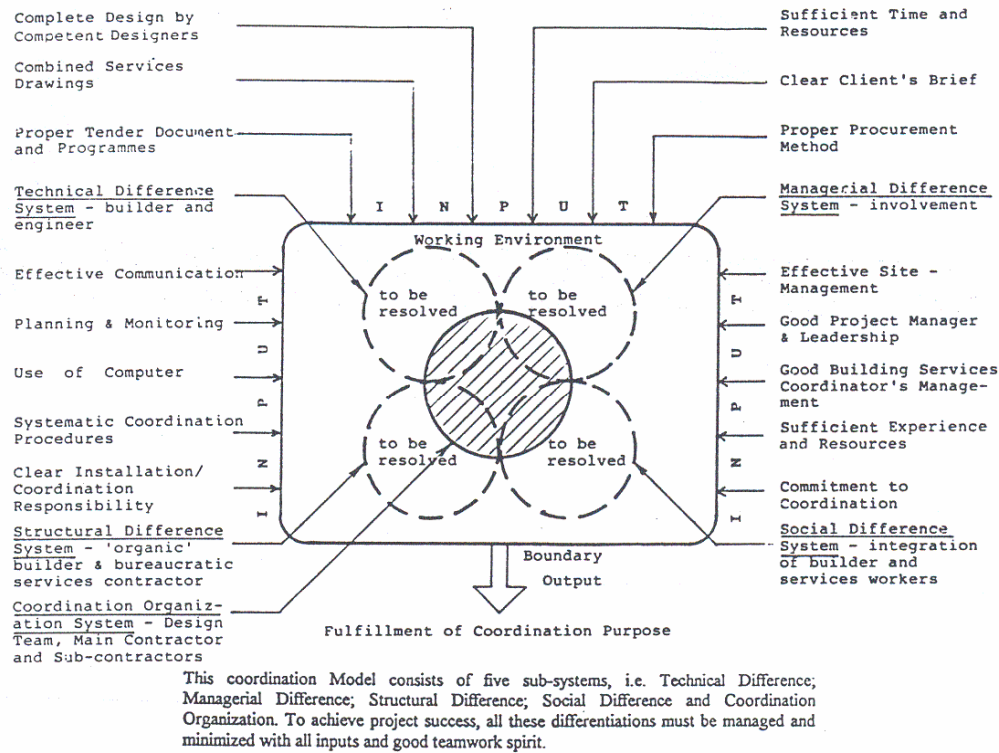 Complete Design by
Competent Designers
Combined Services
Drawings
Proper Tender Document
and Programmes
Technical Difference
System - builder and
engineer
Effective Communication
Planning & Monitoring
Use of Computer
Systematic Coordination
Procedures
Clear Installation/
Coordination
Responsibility
Structural Difference
System - 'organic'
builder & bureaucratic
services contractor
Coordination Organiz-
ation System - Design
Team, Main Contractor
and Sub-contractors
Sufficient Time and
Resources
Clear Client's Brief
Proper Procurement
Method
Managerial Difference
System - involvement
Effective Site -
Management
Good Project Manager
& Leadership
Good Building Services
Coordinator's Manage-
ment
Sufficient Experience
and Resources
Commitment to
Coordination
Social Difference
System - integration
of builder and
services workers
I N P U T
Working Environment
INPUT
INPUT
to be
resolved
to be
resolved
to be
resolved
to be
resolved
Boundary
Output
Fulfillment of Coordination Purpose
This coordination Model consists of five sub-systems, i.e. Technical Difference;
Managerial Difference; Structural Difference; Social Difference and Coordination
Organization. To achieve project success, all these differentiations must be managed and
minimized with all inputs and good teamwork spirit.